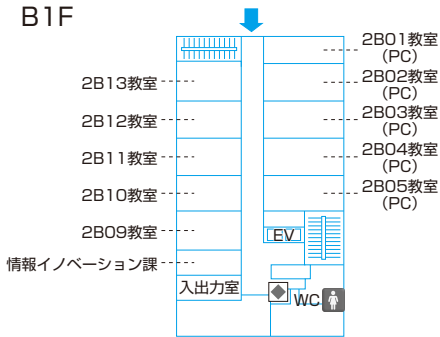 B1F
2B01教室
(PC)
2B02教室
(PC)
2B03教室
(PC)
2B04教室
(PC)
2B05教室
(PC)
2B13教室
2B12教室
2B11教室
2B10教室
2B09教室
情報イノベーション課
入出力室
EV
WC